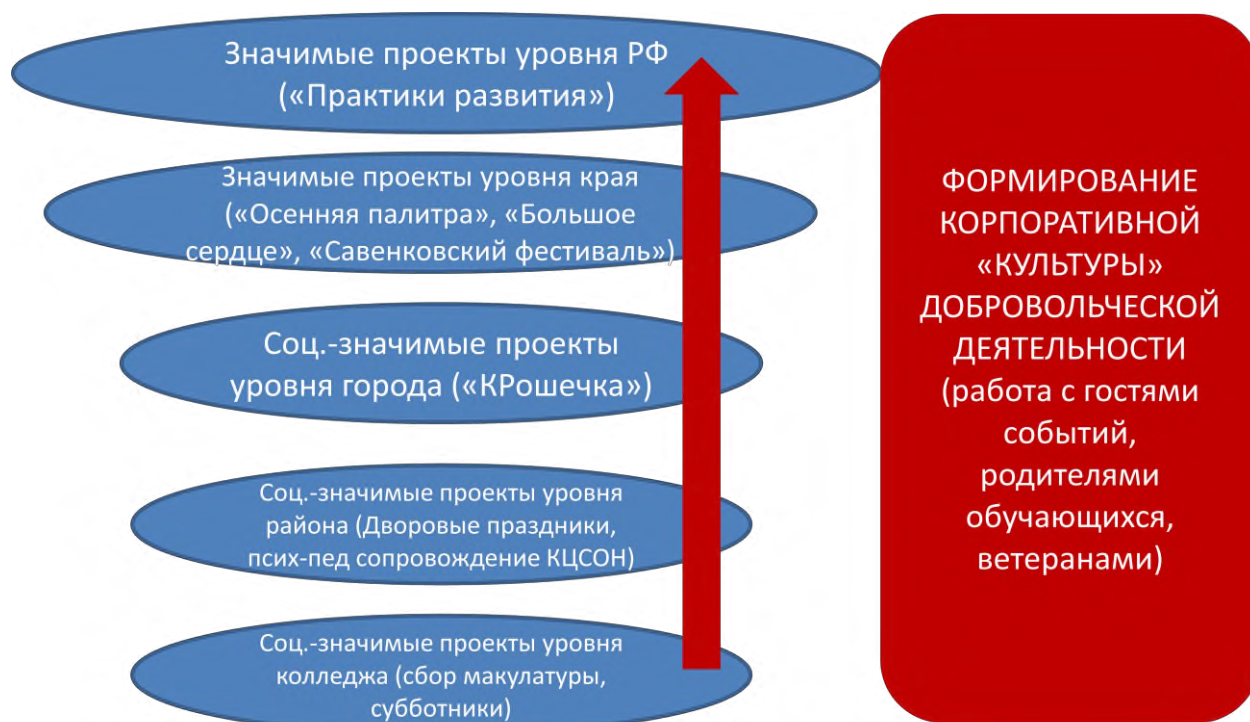 Значимые проекты уровня РФ
(«Практики развития»)
Значимые проекты уровня края
(«Осенняя палитра», «Большое
сердце», «Савенковский фестиваль»)
Соц.-значимые проекты
уровня города («КРошечка»)
Соц.-значимые проекты уровня
района (Дворовые праздники,
псих-пед сопровождение КЦСОН)
Соц.-значимые проекты уровня
колледжа (сбор макулатуры,
субботники)
ФОРМИРОВАНИЕ
КОРПОРАТИВНОЙ
«КУЛЬТУРЫ»
ДОБРОВОЛЬЧЕСКОЙ
ДЕЯТЕЛЬНОСТИ
(работа с гостями
событий,
родителями
обучающихся,
ветеранами)